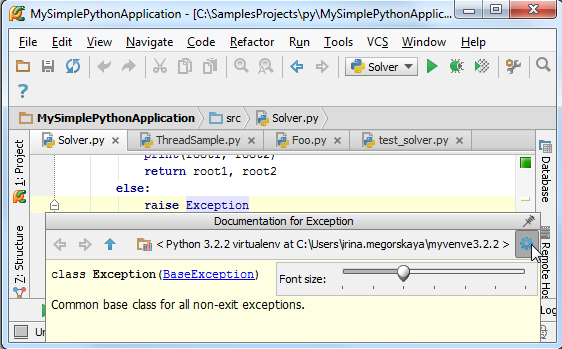 MySimplePythonApplication - [C:\SamplesProjects\py\MySimplePythonApplic...
File Edit View Navigate Code Refactor Run Tools VCS Window Help
Solver
?
MySimplePythonApplication src Solver.py
Solver.py ThreadSample.py Foo.py test_solver.py
1: Project
Database
print(root1, root2)
return root1, root2
else:
raise Exception
Documentation for Exception
< Python 3.2.2 virtualenv at C:\Users\irina.megorskaya\myvenve3.2.2 >
Z: Structure
Remote Hos
class Exception(BaseException)
Font size:
Common base class for all non-exit exceptions.
Log
Un